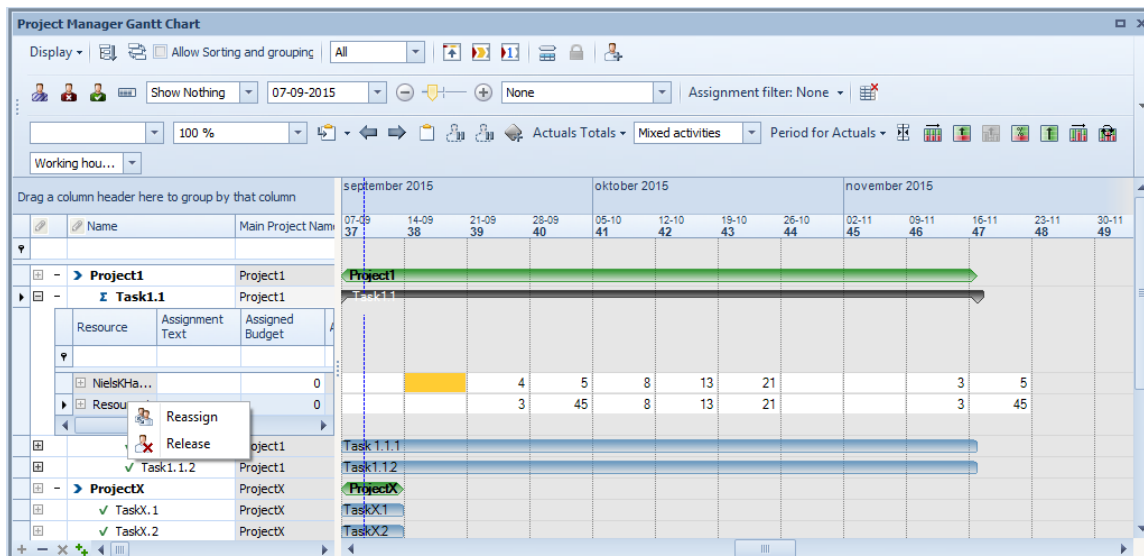 Project Manager Gantt Chart
Display Allow Sorting and grouping All
Show Nothing 07-09-2015 None Assignment filter: None
100 % Actuals Totals Mixed activities Period for Actuals
Working hou...
Drag a column header here to group by that column september 2015 oktober 2015 november 2015
Name Main Project Nam 07-09 14-09 21-09 28-09 05-10 12-10 19-10 26-10 02-11 09-11 16-11 23-11 30-11
37 38 39 40 41 42 43 44 45 46 47 48 49
Project1 Project1 Project1
Σ Task1.1 Project1 Task1.1
Resource Assignment Text Assigned Budget
NielsKHa... 0 4 5 8 13 21 3 5
0 3 45 8 13 21 3 45
Reassign
Release
Task 1.1.1
Task1.1.2 Project1 Task1.1.2
ProjectX ProjectX ProjectX
TaskX.1 ProjectX TaskX.1
TaskX.2 ProjectX TaskX.2